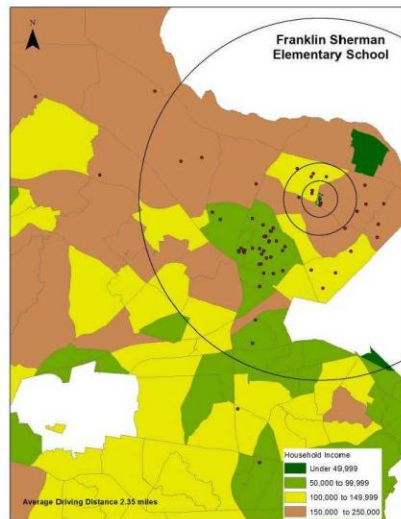 N
Franklin Sherman
Elementary School
Household Income
Under 49,999
50,000 to 99,999
100,000 to 149,999
150,000 to 250,000
Average Driving Distance 2.35 miles